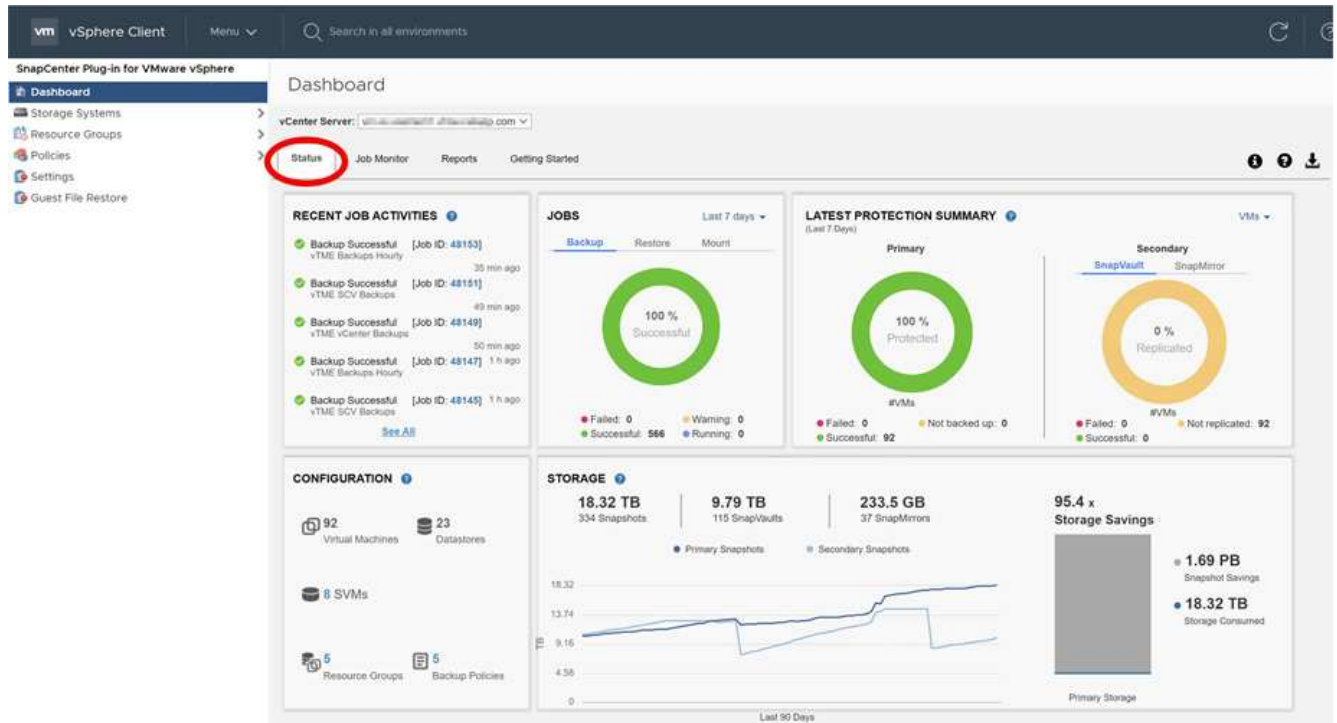 vm vSphere Client Menu Search in all environments
SnapCenter Plug-in for VMware vSphere
Dashboard
Storage Systems
Resource Groups
Policies
Settings
Guest File Restore
Dashboard
vCenter Server: .com
Status Job Monitor Reports Getting Started
RECENT JOB ACTIVITIES
Backup Successful [Job ID: 48153]
vTME Backups Hourly
35 min ago
Backup Successful [Job ID: 48151]
vTME SCV Backups
49 min ago
Backup Successful [Job ID: 48149]
vTME vCenter Backups
50 min ago
Backup Successful [Job ID: 48147] 1 h ago
vTME Backups Hourly
Backup Successful [Job ID: 48145] 1 h ago
vTME SCV Backups
See All
JOBS Last 7 days
Backup Restore Mount
100 %
Successful
Failed: 0 Warning: 0
Successful: 566 Running: 0
LATEST PROTECTION SUMMARY VMs
(Last 7 Days)
Primary
100 %
Protected
#VMs
Failed: 0 Not backed up: 0
Successful: 92
Secondary
SnapVault SnapMirror
0 %
Replicated
#VMs
Failed: 0 Not replicated: 92
Successful: 0
CONFIGURATION
92
Virtual Machines
23
Datastores
8 SVMs
5
Resource Groups
5
Backup Policies
STORAGE
18.32 TB
334 Snapshots
9.79 TB
115 SnapVaults
233.5 GB
37 SnapMirrors
Primary Snapshots Secondary Snapshots
18.32
13.74
9.16
4.58
0
TB
Last 90 Days
95.4 x
Storage Savings
1.69 PB
Snapshot Savings
18.32 TB
Storage Consumed
Primary Storage